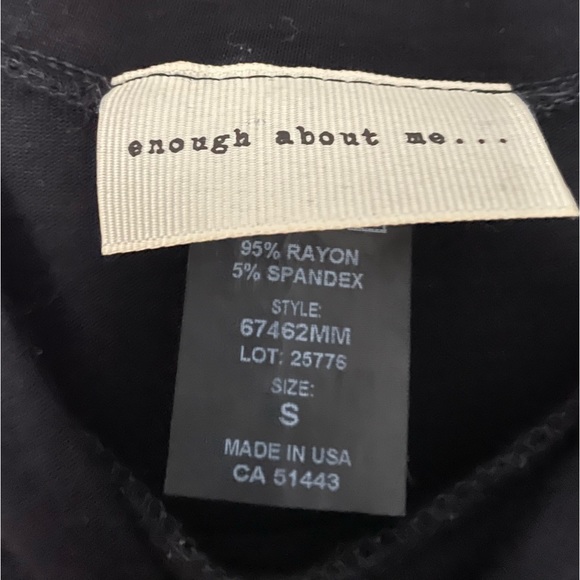 enough about me...
95% RAYON
5% SPANDEX
STYLE:
67462MM
LOT: 25776
SIZE:
S
MADE IN USA
CA 51443